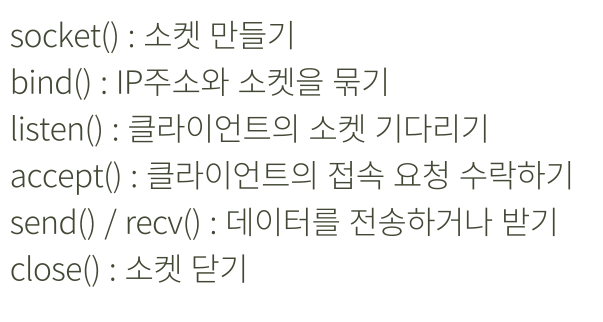 socket() : 소켓 만들기
bind() : IP주소와 소켓을 묶기
listen() : 클라이언트의 소켓 기다리기
accept() : 클라이언트의 접속 요청 수락하기
send() / recv() : 데이터를 전송하거나 받기
close() : 소켓 닫기